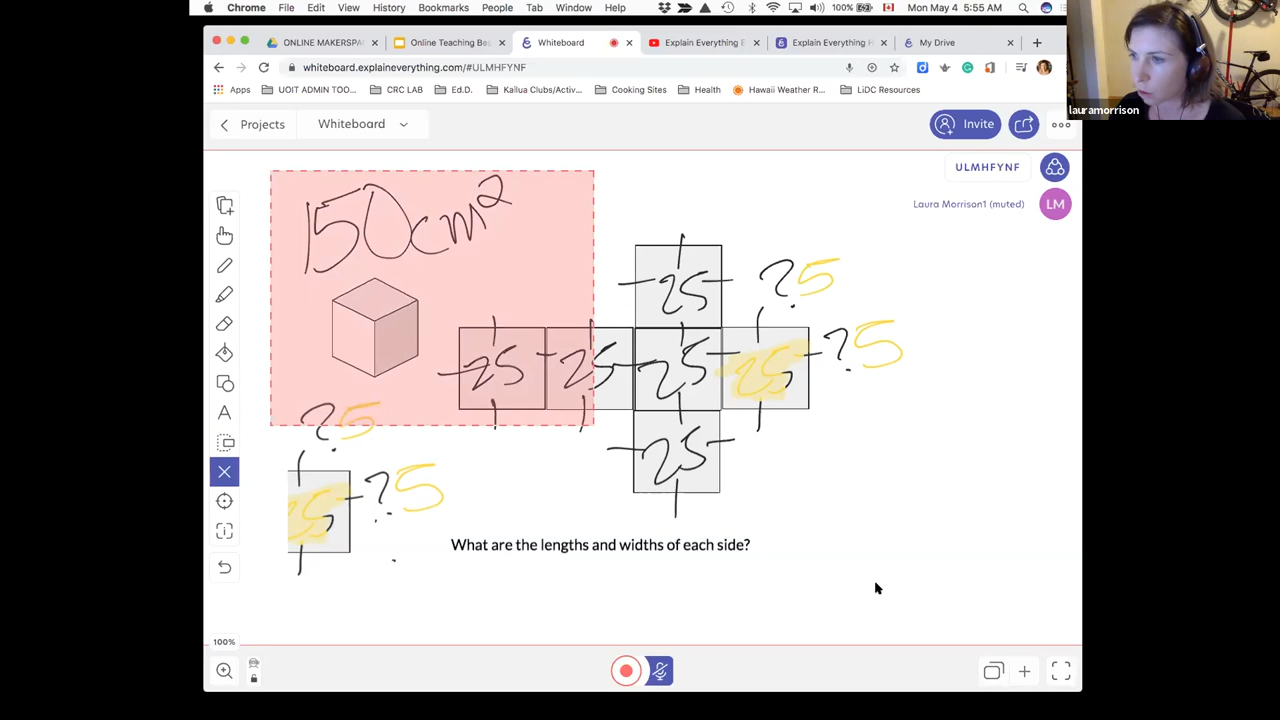 Chrome File Edit View History Bookmarks People Tab Window Help 100% Mon May 4 5:55 AM
ONLINE MAKERSPA Online Teaching Bes Whiteboard Explain Everything E Explain Everything H My Drive
whiteboard.explaineverything.com/#ULMHFYNF
lauramorrison
Apps UOIT ADMIN TOO... CRC LAB Ed.D. Kailua Clubs/Activ... Cooking Sites Health Hawaii Weather R... LiDC Resources
Projects Whiteboard Invite
ULMHFYNF
Laura Morrison1 (muted) LM
150cm²
25 ?5
25 25 25 25 ?5
25
?5
25 ?5
What are the lengths and widths of each side?
100%